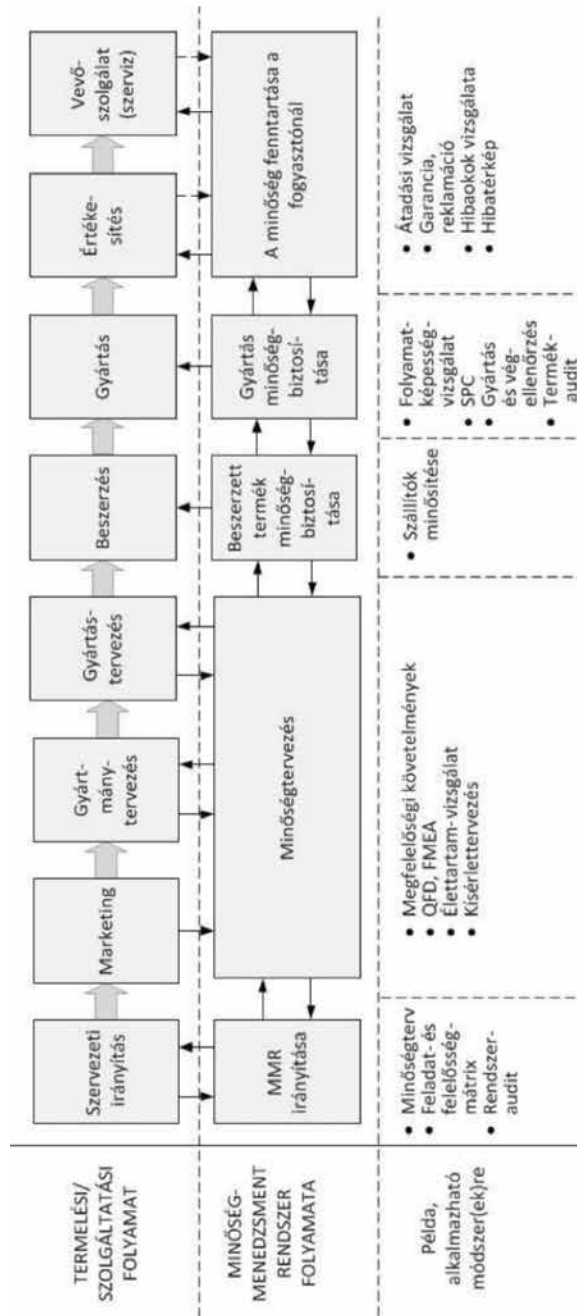 TERMELÉSI/
SZOLGÁLTATÁSI
FOLYAMAT
Szervezeti
irányítás
Marketing
Gyárt-
mány-
tervezés
Gyártás-
tervezés
Beszerzés
Gyártás
Értéke-
sítés
Vevő-
szolgálat
(szerviz)
MINŐSÉG-
MENEDZSMENT
RENDSZER
FOLYAMATA
MMR
irányítása
Minőségtervezés
Beszerzett
termék
minőség-
biztosí-
tása
Gyártás
minőség-
biztosí-
tása
A minőség fenntartása a
fogyasztónál
Példa,
alkalmazható
módszer(ek)re
• Minőségterv
• Feladat- és
felelősség-
mátrix
• Rendszer-
audit
• Megfelelőségi követelmények
• QFD, FMEA
• Élettartam-vizsgálat
• Kísérlettervezés
• Szállítók
minősítése
• Folyamat-
képesség-
vizsgálat
• SPC
• Gyártás
és vég-
ellenőrzés
• Termék-
audit
• Átadási vizsgálat
• Garancia,
reklamáció
• Hibaokok vizsgálata
• Hibatérkép